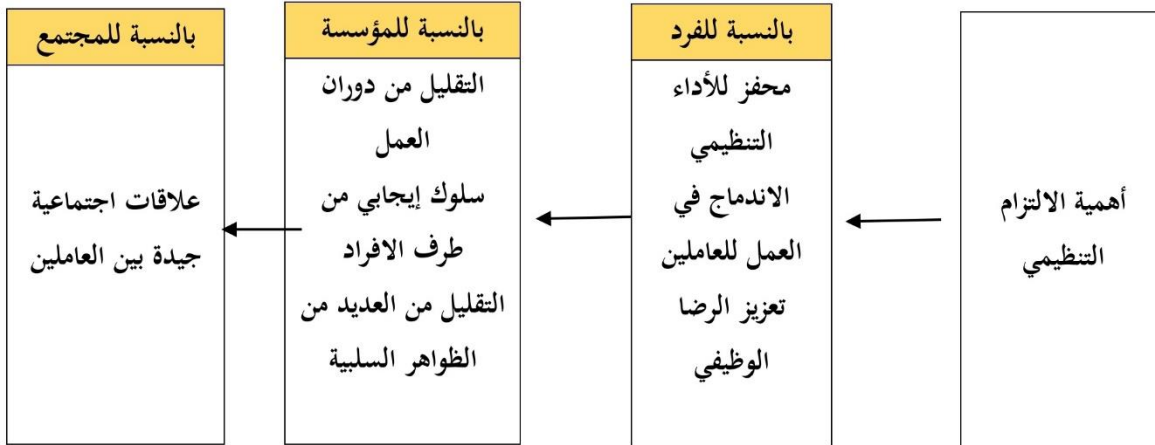 أهمية الالتزام
التنظيمي
بالنسبة للفرد
محفز للأداء
التنظيمي
الاندماج في
العمل للعاملين
تعزيز الرضا
الوظيفي
بالنسبة للمؤسسة
التقليل من دوران
العمل
سلوك إيجابي من
طرف الافراد
التقليل من العديد من
الظواهر السلبية
بالنسبة للمجتمع
علاقات اجتماعية
جيدة بين العاملين